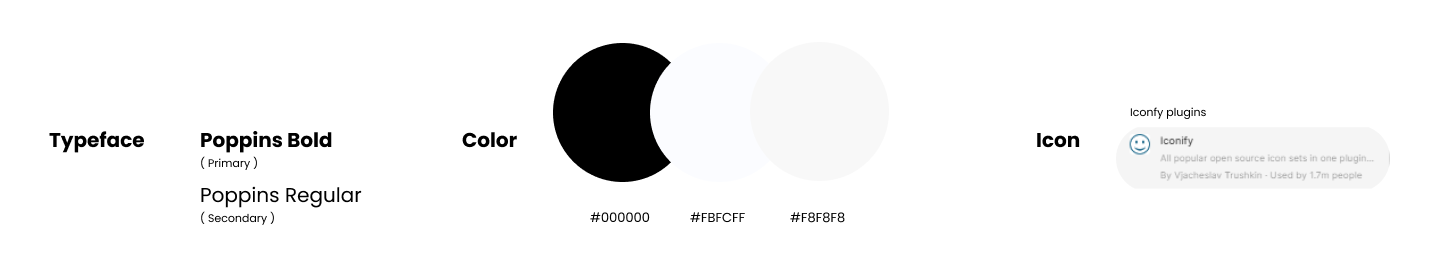 Typeface
Poppins Bold
( Primary )
Poppins Regular
( Secondary )
Color
#000000
#FBFCFF
#F8F8F8
Icon
Iconfy plugins
Iconify
All popular open source icon sets in one plugin...
By Vjacheslav Trushkin · Used by 1.7m people